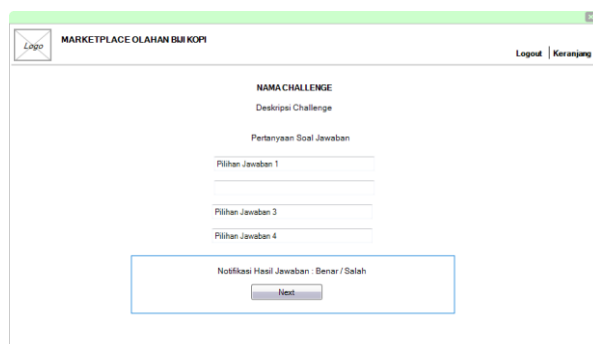 Logo
MARKETPLACE OLAHAN BIJI KOPI
Logout Keranjang
NAMA CHALLENGE
Deskripsi Challenge
Pertanyaan Soal Jawaban
Pilihan Jawaban 1
Pilihan Jawaban 3
Pilihan Jawaban 4
Notifikasi Hasil Jawaban : Benar / Salah
Next